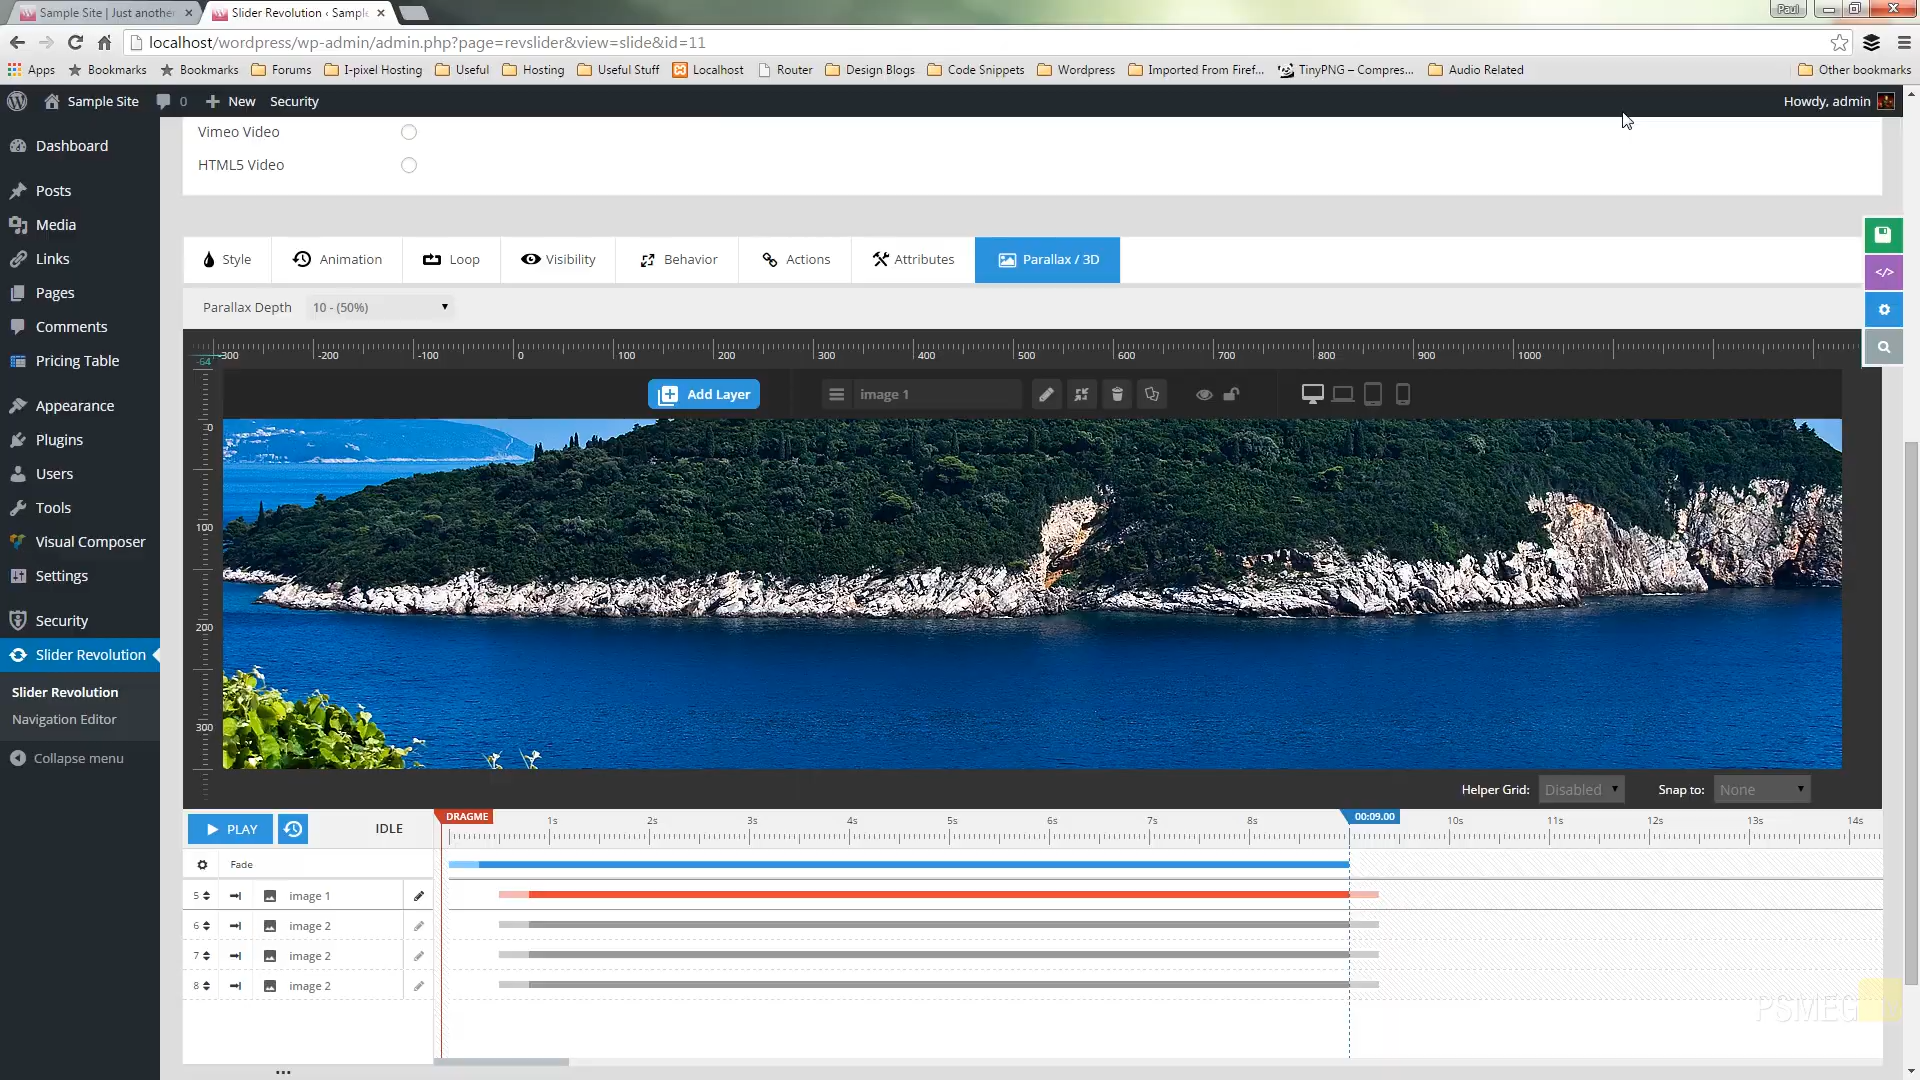 Sample Site | Just another
Slider Revolution ‹ Sampl
Paul
localhost/wordpress/wp-admin/admin.php?page=revslider&view=slide&id=11
Apps Bookmarks Bookmarks Forums I-pixel Hosting Useful Hosting Useful Stuff Localhost Router Design Blogs Code Snippets Wordpress Imported From Firef... TinyPNG – Compres... Audio Related Other bookmarks
Sample Site 0 New Security Howdy, admin
Dashboard
Posts
Media
Links
Pages
Comments
Pricing Table
Appearance
Plugins
Users
Tools
Visual Composer
Settings
Security
Slider Revolution
Slider Revolution
Navigation Editor
Collapse menu
Vimeo Video
HTML5 Video
Style Animation Loop Visibility Behavior Actions Attributes Parallax / 3D
Parallax Depth 10 - (50%)
-64 -300 -200 -100 0 100 200 300 400 500 600 700 800 900 1000
Add Layer image 1
0
100
200
300
Helper Grid: Disabled Snap to: None
PLAY IDLE DRAGME 1s 2s 3s 4s 5s 6s 7s 8s 00:09.00 10s 11s 12s 13s 14s
Fade
5 image 1
6 image 2
7 image 2
8 image 2
...
PSMEG